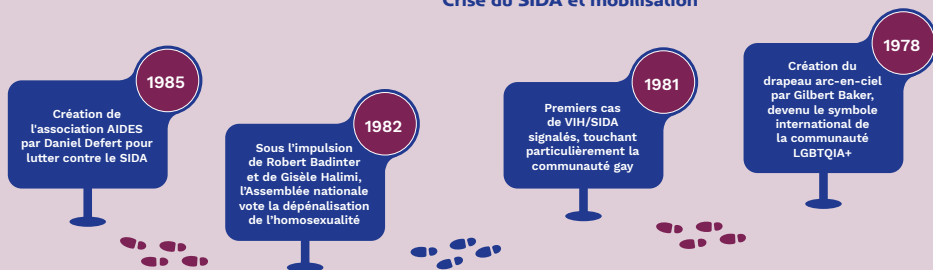 Crise du SIDA et mobilisation
1985
Création de
l'association AIDES
par Daniel Defert pour
lutter contre le SIDA
1982
Sous l'impulsion
de Robert Badinter
et de Gisèle Halimi,
l'Assemblée nationale
vote la dépénalisation
de l'homosexualité
1981
Premiers cas
de VIH/SIDA
signalés, touchant
particulièrement la
communauté gay
1978
Création du
drapeau arc-en-ciel
par Gilbert Baker,
devenu le symbole
international de
la communauté
LGBTQIA+